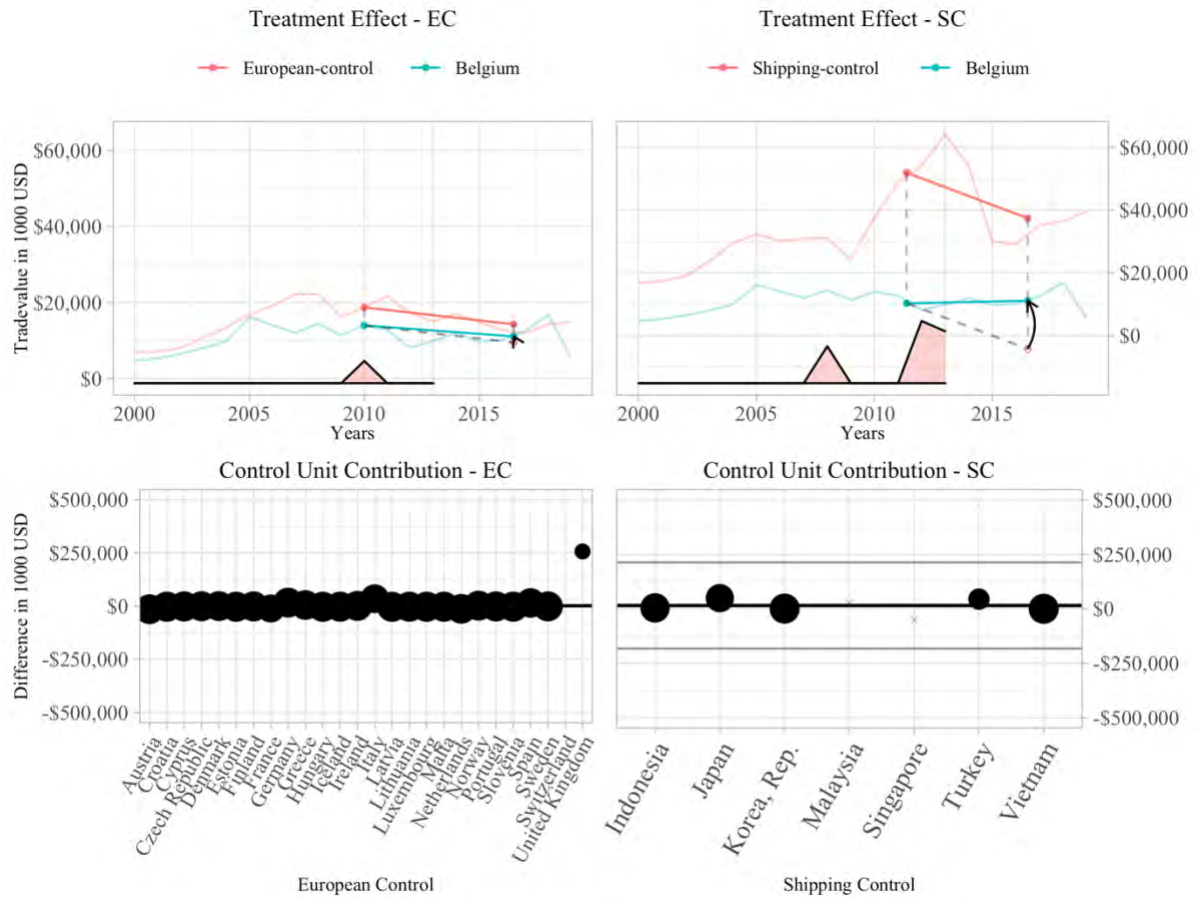 Treatment Effect - EC
Treatment Effect - SC
European-control Belgium
Shipping-control Belgium
Tradevalue in 1000 USD
$60,000
$40,000
$20,000
$0
2000 2005 2010 2015
Years
$60,000
$40,000
$20,000
$0
2000 2005 2010 2015
Years
Control Unit Contribution - EC
Control Unit Contribution - SC
Difference in 1000 USD
$500,000
$250,000
$0
-$250,000
-$500,000
Austria
Croatia
Cyprus
Czech Republic
Denmark
Estonia
Finland
France
Germany
Greece
Hungary
Iceland
Ireland
Italy
Latvia
Lithuania
Luxembourg
Malta
Netherlands
Norway
Portugal
Slovenia
Spain
Sweden
Switzerland
United Kingdom
European Control
$500,000
$250,000
$0
-$250,000
-$500,000
Indonesia
Japan
Korea, Rep.
Malaysia
Singapore
Turkey
Vietnam
Shipping Control